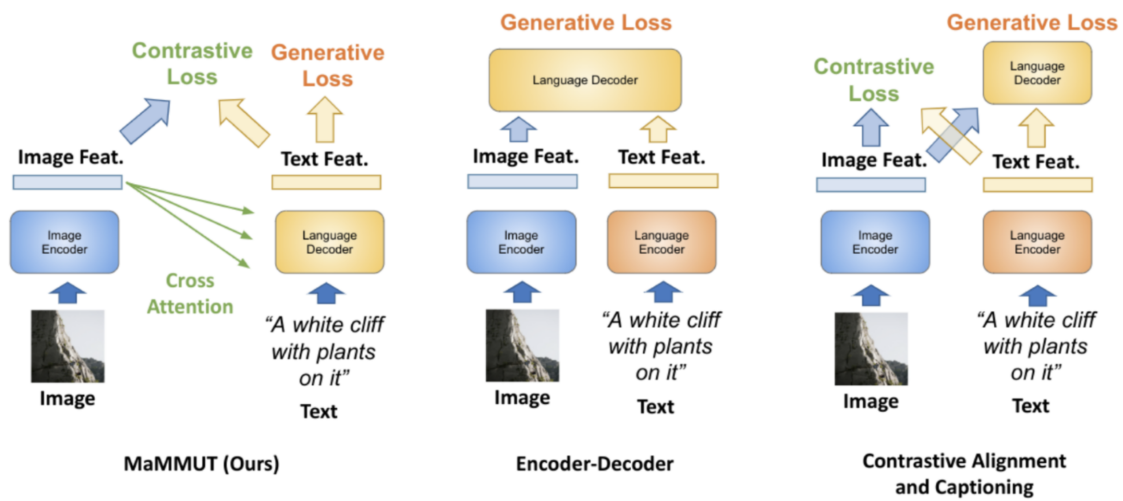 Contrastive
Loss
Generative
Loss
Image Feat.
Text Feat.
Image
Encoder
Language
Decoder
Cross
Attention
“A white cliff
with plants
on it”
Image
Text
MaMMUT (Ours)
Generative Loss
Language Decoder
Image Feat.
Text Feat.
Image
Encoder
Language
Encoder
“A white cliff
with plants
on it”
Image
Text
Encoder-Decoder
Generative Loss
Contrastive
Loss
Language
Decoder
Image Feat.
Text Feat.
Image
Encoder
Language
Encoder
“A white cliff
with plants
on it”
Image
Text
Contrastive Alignment
and Captioning